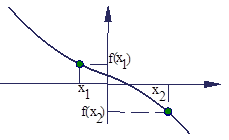 f(x₁)
x₁
x₂
f(x₂)